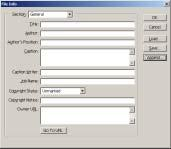 File Info
Section: General
OK
Title:
Cancel
Author:
Load...
Author's Position:
Save...
Caption:
Append...
Caption Writer:
Job Name:
Copyright Status: Unmarked
Copyright Notice:
Owner URL:
Go To URL